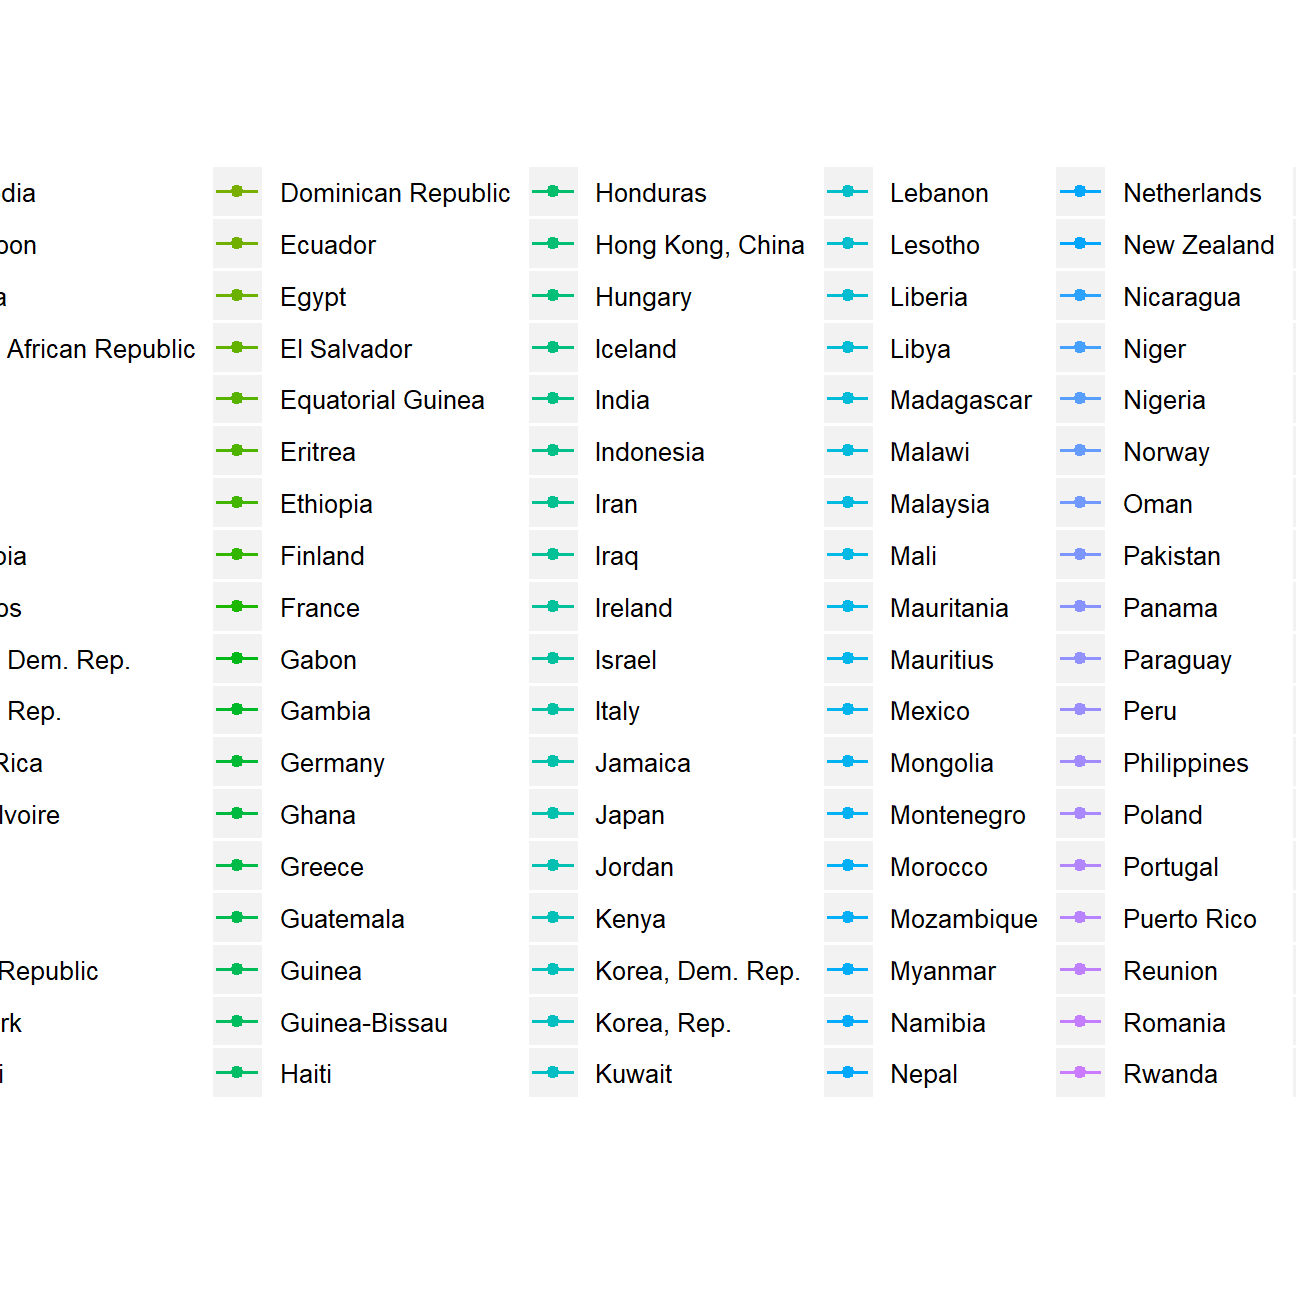 dia
oon
a
African Republic
bia
os
Dem. Rep.
Rep.
Rica
Ivoire
Republic
rk
i
Dominican Republic
Ecuador
Egypt
El Salvador
Equatorial Guinea
Eritrea
Ethiopia
Finland
France
Gabon
Gambia
Germany
Ghana
Greece
Guatemala
Guinea
Guinea-Bissau
Haiti
Honduras
Hong Kong, China
Hungary
Iceland
India
Indonesia
Iran
Iraq
Ireland
Israel
Italy
Jamaica
Japan
Jordan
Kenya
Korea, Dem. Rep.
Korea, Rep.
Kuwait
Lebanon
Lesotho
Liberia
Libya
Madagascar
Malawi
Malaysia
Mali
Mauritania
Mauritius
Mexico
Mongolia
Montenegro
Morocco
Mozambique
Myanmar
Namibia
Nepal
Netherlands
New Zealand
Nicaragua
Niger
Nigeria
Norway
Oman
Pakistan
Panama
Paraguay
Peru
Philippines
Poland
Portugal
Puerto Rico
Reunion
Romania
Rwanda